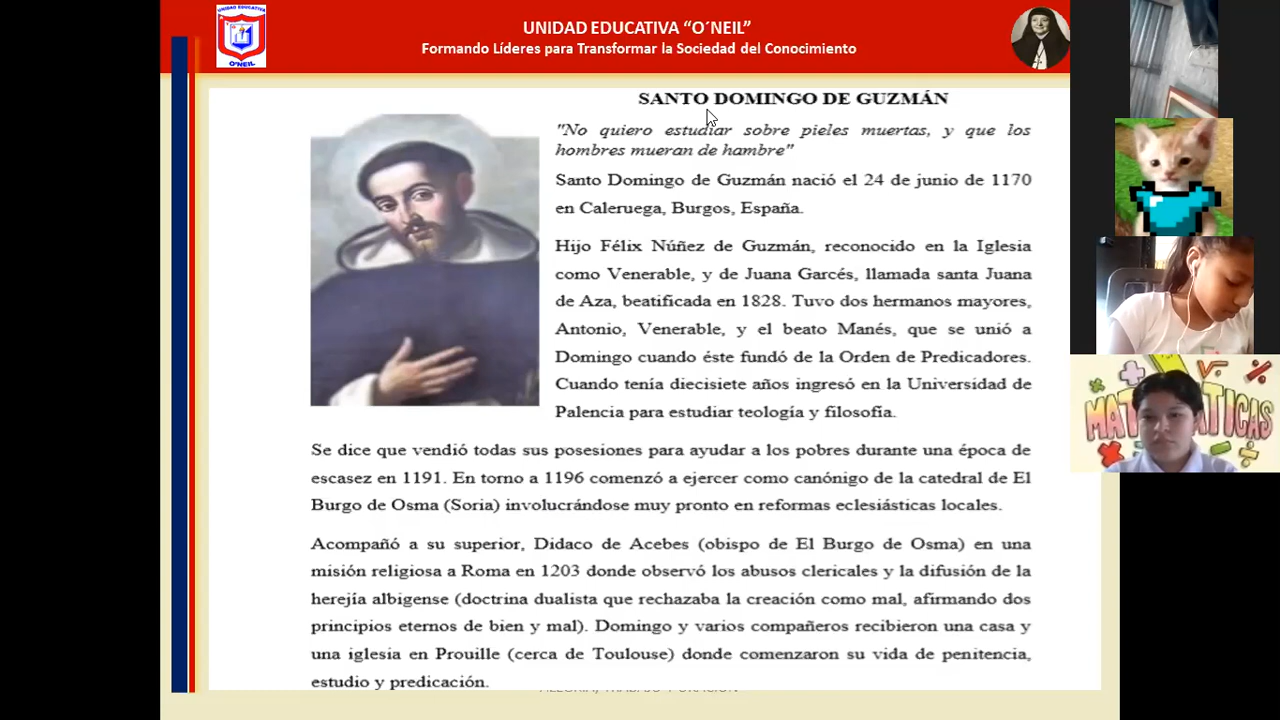 UNIDAD EDUCATIVA
O'NEIL
UNIDAD EDUCATIVA “O´NEIL”
Formando Líderes para Transformar la Sociedad del Conocimiento
SANTO DOMINGO DE GUZMÁN
"No quiero estudiar sobre pieles muertas, y que los
hombres mueran de hambre"
Santo Domingo de Guzmán nació el 24 de junio de 1170
en Caleruega, Burgos, España.
Hijo Félix Núñez de Guzmán, reconocido en la Iglesia
como Venerable, y de Juana Garcés, llamada santa Juana
de Aza, beatificada en 1828. Tuvo dos hermanos mayores,
Antonio, Venerable, y el beato Manés, que se unió a
Domingo cuando éste fundó de la Orden de Predicadores.
Cuando tenía diecisiete años ingresó en la Universidad de
Palencia para estudiar teología y filosofía.
Se dice que vendió todas sus posesiones para ayudar a los pobres durante una época de
escasez en 1191. En torno a 1196 comenzó a ejercer como canónigo de la catedral de El
Burgo de Osma (Soria) involucrándose muy pronto en reformas eclesiásticas locales.
Acompañó a su superior, Didaco de Acebes (obispo de El Burgo de Osma) en una
misión religiosa a Roma en 1203 donde observó los abusos clericales y la difusión de la
herejía albigense (doctrina dualista que rechazaba la creación como mal, afirmando dos
principios eternos de bien y mal). Domingo y varios compañeros recibieron una casa y
una iglesia en Prouille (cerca de Toulouse) donde comenzaron su vida de penitencia,
estudio y predicación.